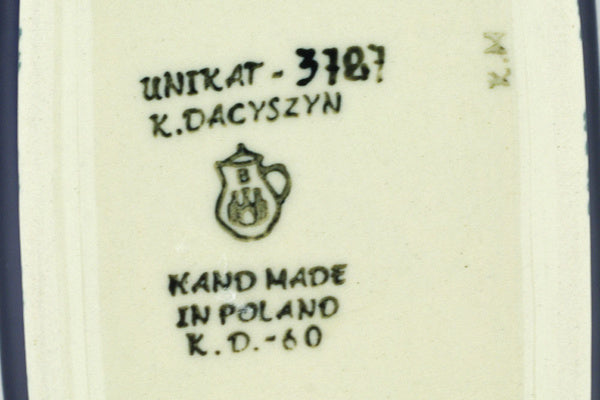 UNIKAT - 3787
K.DACYSZYN
B
HAND MADE
IN POLAND
K.D.-60